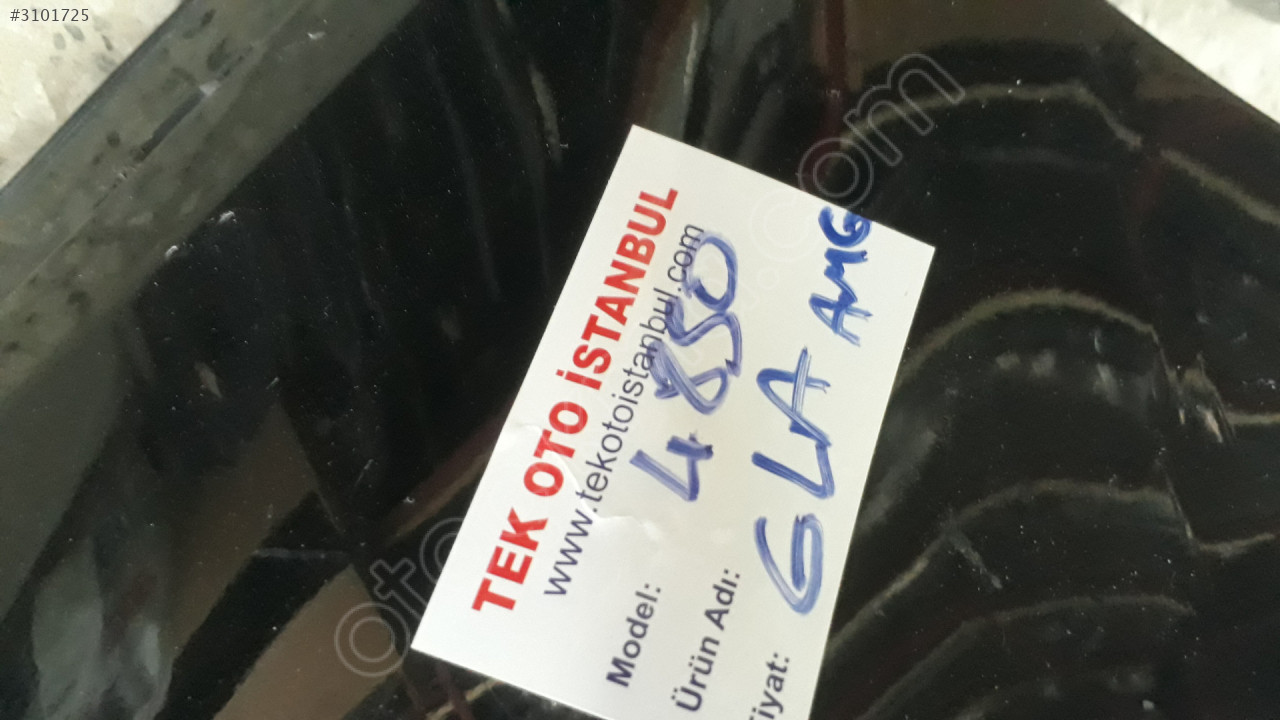 #3101725
TEK OTO İSTANBUL
www.tekotoistanbul.com
Model: 4850
Ürün Adı:
Fiyat: GLA AMG